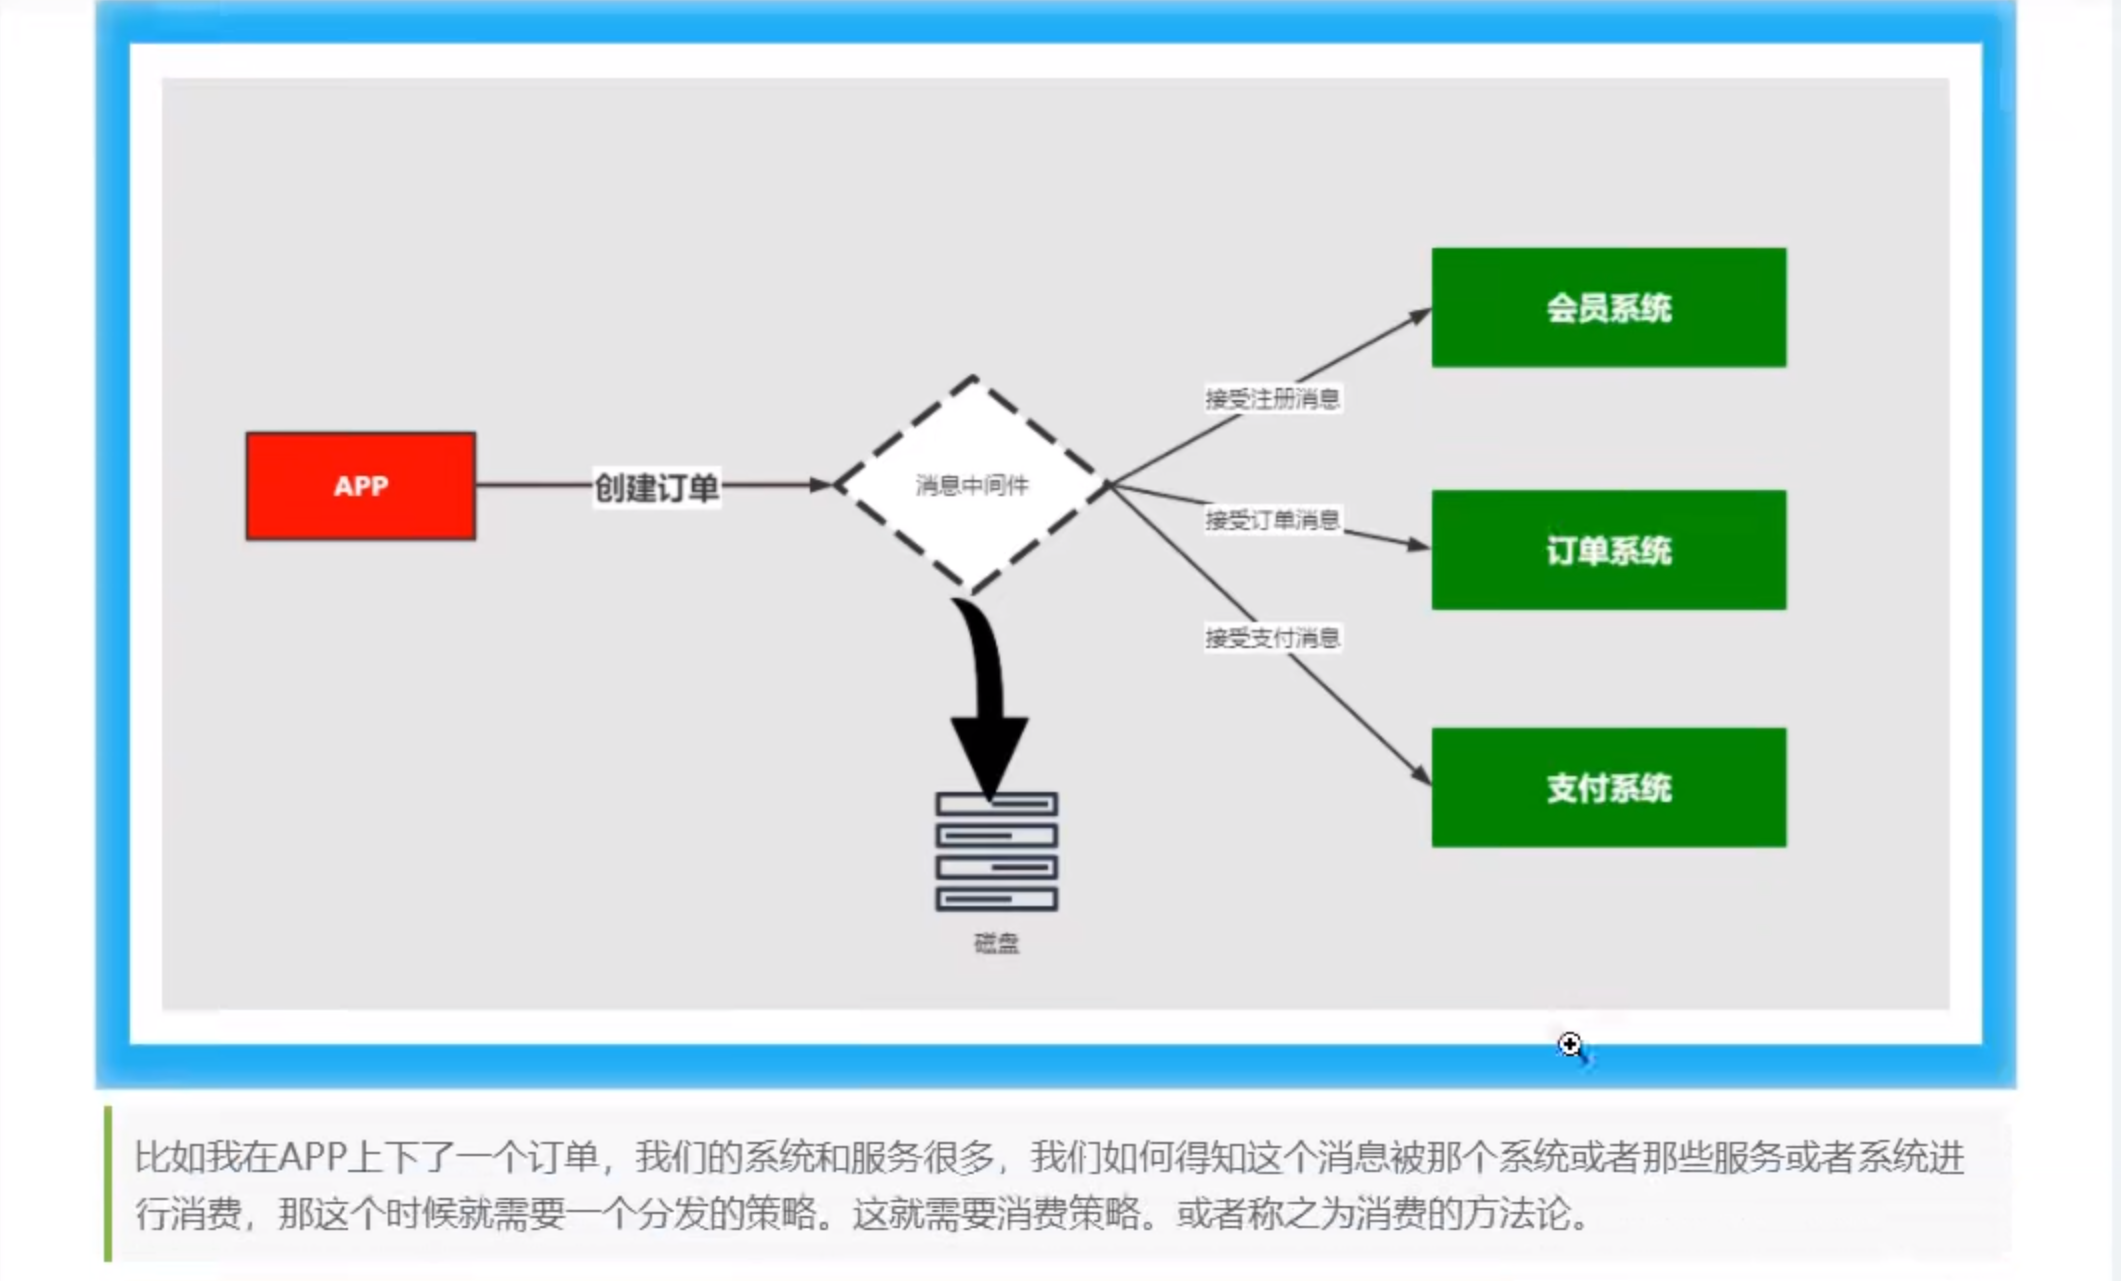 会员系统
接受注册消息
APP
创建订单
消息中间件
接受订单消息
订单系统
接受支付消息
支付系统
磁盘
比如我在APP上下了一个订单，我们的系统和服务很多，我们如何得知这个消息被那个系统或者那些服务或者系统进
行消费，那这个时候就需要一个分发的策略。这就需要消费策略。或者称之为消费的方法论。